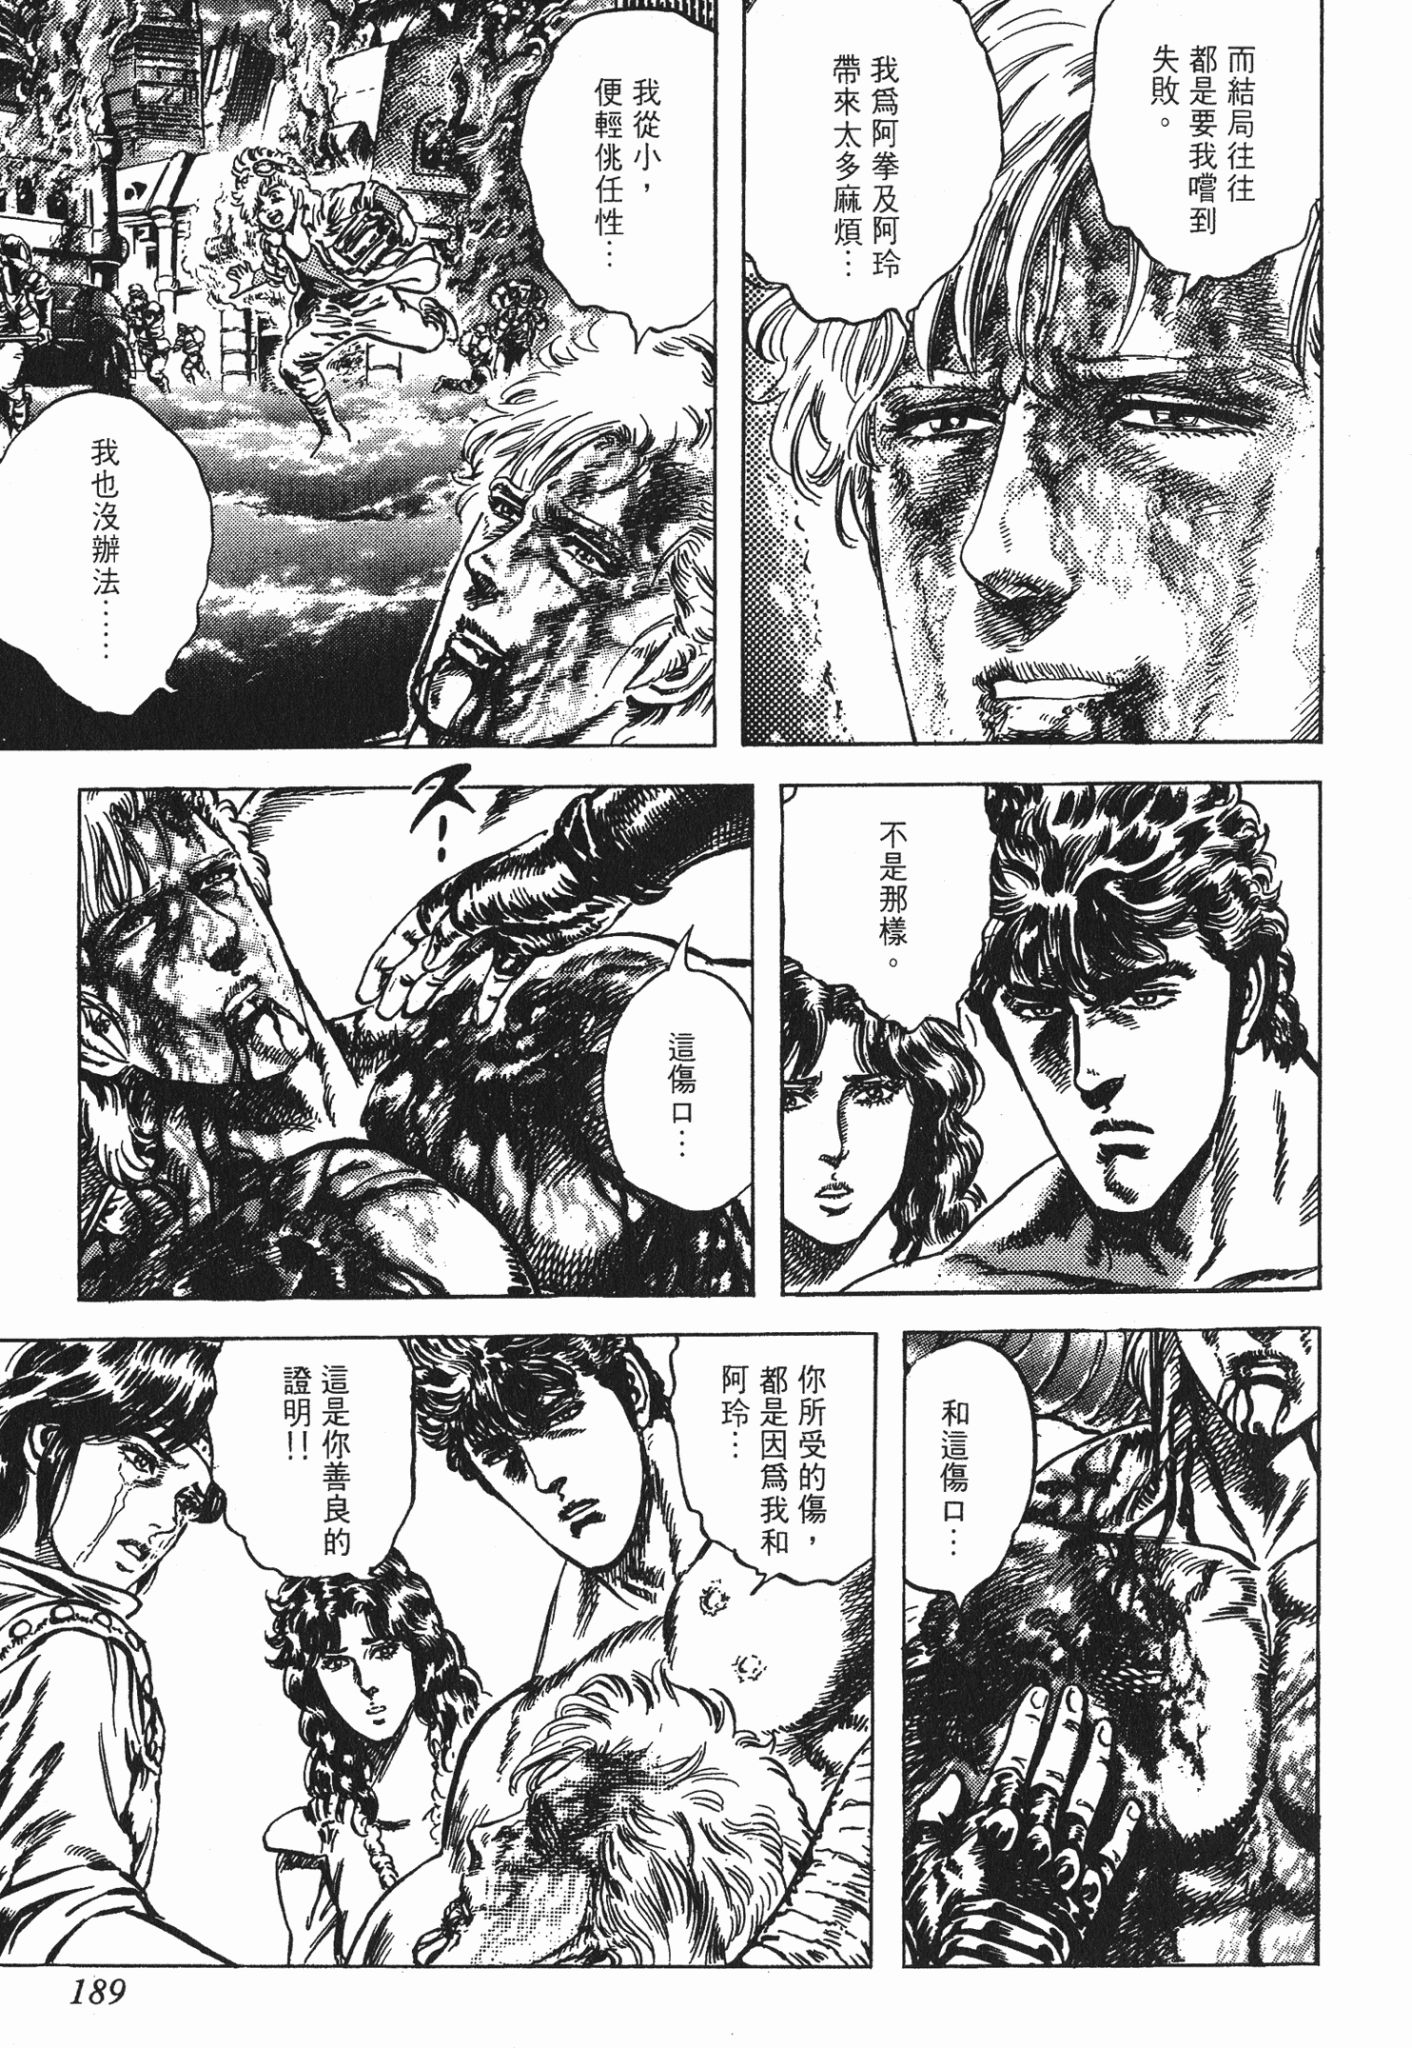 而結局往往
都是要我嚐到
失敗。
我爲阿拳及阿玲
帶來太多麻煩…
我從小，
便輕佻任性…
我也沒辦法……
不是那樣。
ス…
這傷口…
和這傷口…
你所受的傷，
都是因爲我和
阿玲…
這是你善良的
證明!!
189